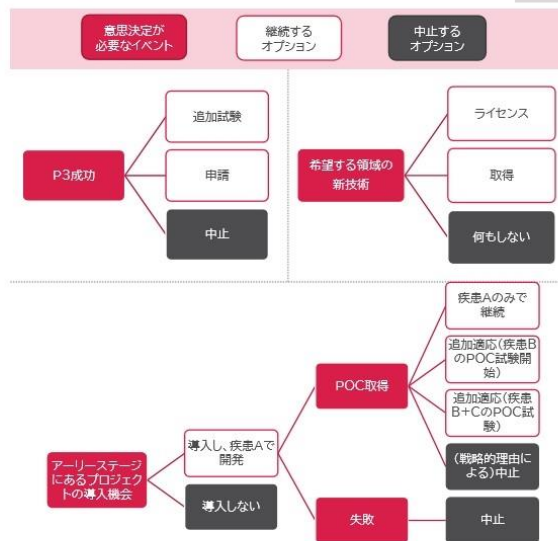 意思決定が
必要なイベント
継続する
オプション
中止する
オプション
P3成功
追加試験
申請
中止
希望する領域の
新技術
ライセンス
取得
何もしない
アーリーステージ
にあるプロジェク
トの導入機会
導入し、疾患Aで
開発
導入しない
POC取得
失敗
疾患Aのみで
継続
追加適応(疾患B
のPOC試験開
始)
追加適応(疾患
B+CのPOC試
験)
(戦略的理由に
よる)中止
中止